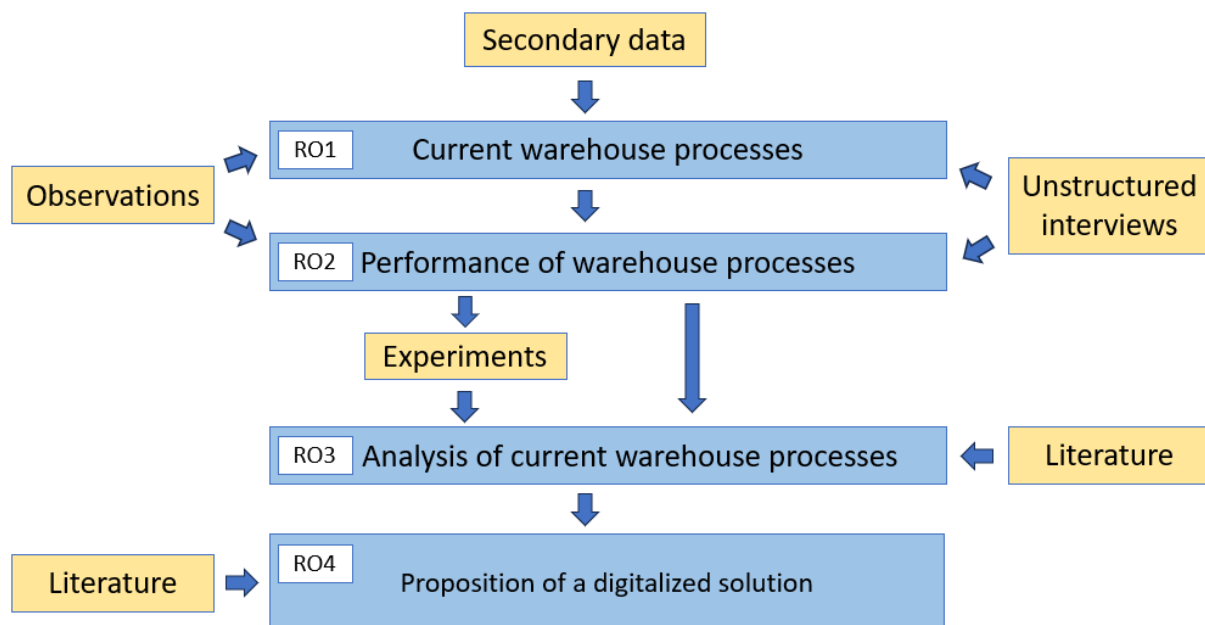 Secondary data
RO1
Current warehouse processes
Observations
Unstructured
interviews
RO2
Performance of warehouse processes
Experiments
RO3
Analysis of current warehouse processes
Literature
RO4
Literature
Proposition of a digitalized solution